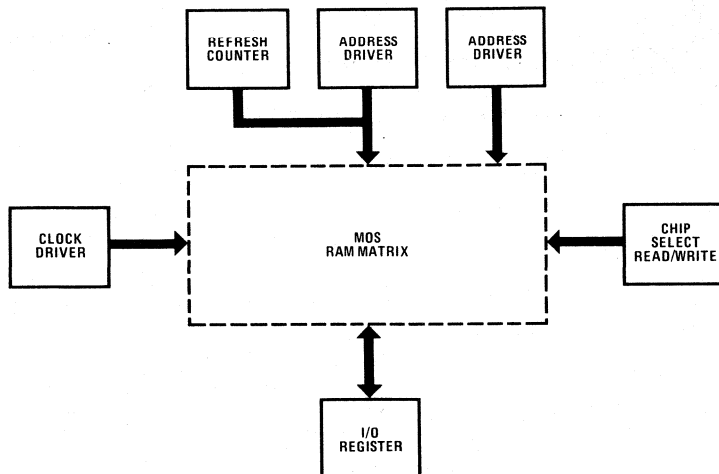 REFRESH
COUNTER
ADDRESS
DRIVER
ADDRESS
DRIVER
CLOCK
DRIVER
MOS
RAM MATRIX
CHIP
SELECT
READ/WRITE
I/O
REGISTER